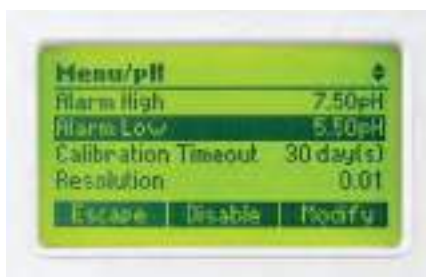 Menu/pH
Alarm High 7.50pH
Alarm Low 5.50pH
Calibration Timeout 30 day(s)
Resolution 0.01
Escape Disable Modify